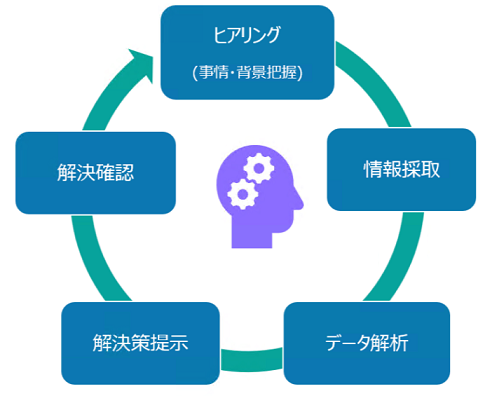 ヒアリング
(事情・背景把握)
情報採取
データ解析
解決策提示
解決確認